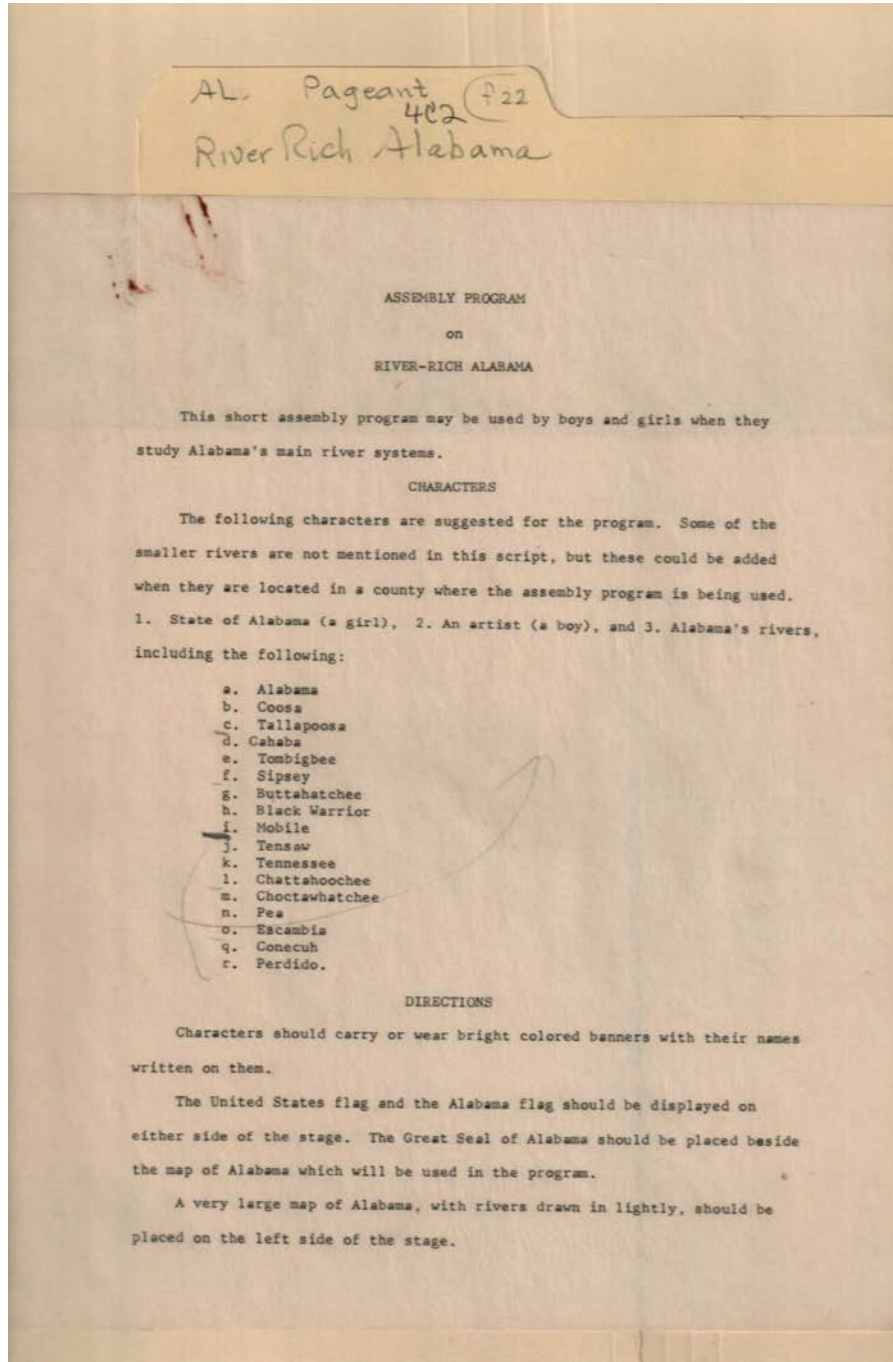 AL. Pageant f22
4C2
River Rich Alabama
ASSEMBLY PROGRAM
on
RIVER-RICH ALABAMA
This short assembly program may be used by boys and girls when they
study Alabama's main river systems.
CHARACTERS
The following characters are suggested for the program. Some of the
smaller rivers are not mentioned in this script, but these could be added
when they are located in a county where the assembly program is being used.
1. State of Alabama (a girl), 2. An artist (a boy), and 3. Alabama's rivers,
including the following:
a. Alabama
b. Coosa
c. Tallapoosa
d. Cahaba
e. Tombigbee
f. Sipsey
g. Buttahatchee
h. Black Warrior
i. Mobile
j. Tensaw
k. Tennessee
l. Chattahoochee
m. Choctawhatchee
n. Pea
o. Escambia
q. Conecuh
r. Perdido.
DIRECTIONS
Characters should carry or wear bright colored banners with their names
written on them.
The United States flag and the Alabama flag should be displayed on
either side of the stage. The Great Seal of Alabama should be placed beside
the map of Alabama which will be used in the program.
A very large map of Alabama, with rivers drawn in lightly, should be
placed on the left side of the stage.